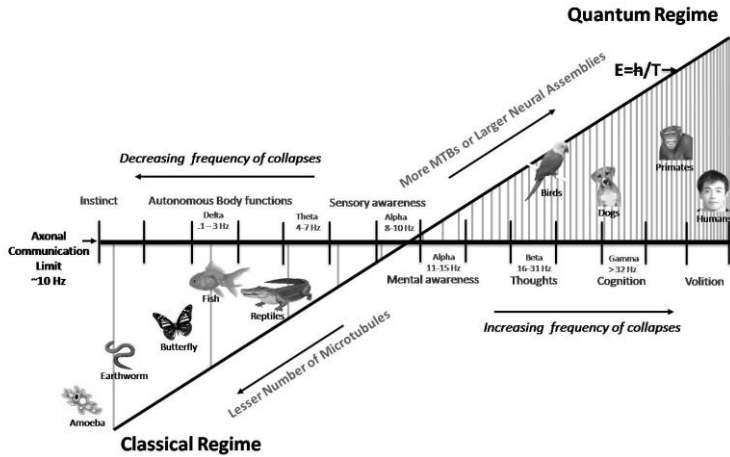 Quantum Regime
E=ħ/T→
More MTBs or Larger Neural Assemblies
Decreasing frequency of collapses
Instinct
Autonomous Body functions
Sensory awareness
Delta
.1-3 Hz
Theta
4-7 Hz
Alpha
8-10 Hz
Axonal
Communication
Limit
~10 Hz
Birds
Dogs
Primates
Humans
Alpha
11-15 Hz
Mental awareness
Beta
16-31 Hz
Thoughts
Gamma
>32 Hz
Cognition
Volition
Increasing frequency of collapses
Fish
Reptiles
Butterfly
Earthworm
Amoeba
Lesser Number of Microtubules
Classical Regime